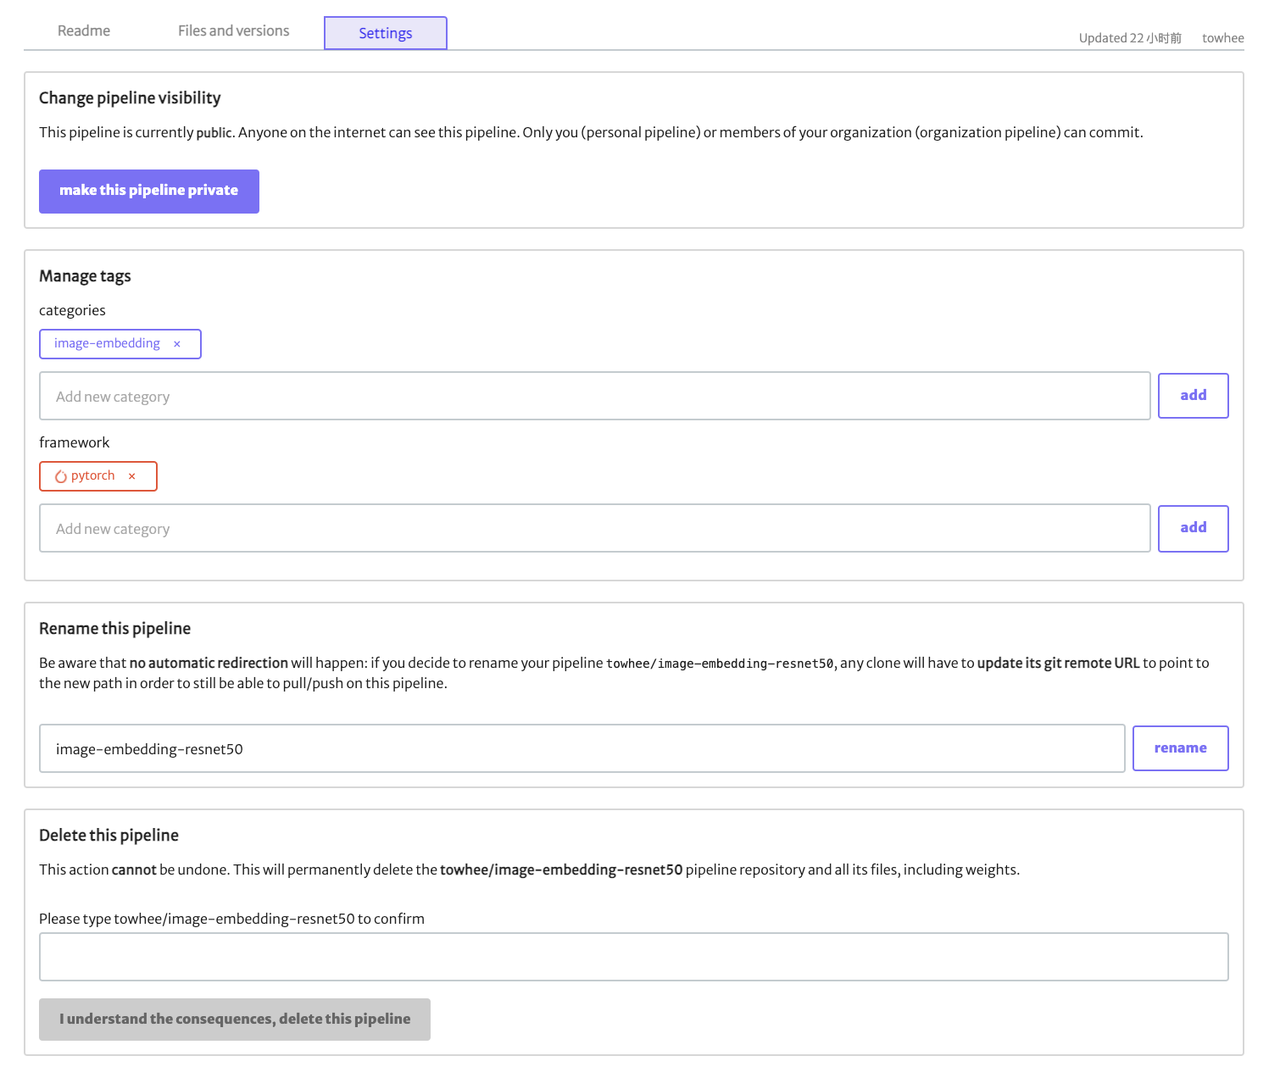 Readme
Files and versions
Settings
Updated 22 小时前
towhee
Change pipeline visibility
This pipeline is currently public. Anyone on the internet can see this pipeline. Only you (personal pipeline) or members of your organization (organization pipeline) can commit.
make this pipeline private
Manage tags
categories
image-embedding ×
Add new category
add
framework
pytorch ×
Add new category
add
Rename this pipeline
Be aware that no automatic redirection will happen: if you decide to rename your pipeline towhee/image-embedding-resnet50, any clone will have to update its git remote URL to point to
the new path in order to still be able to pull/push on this pipeline.
image-embedding-resnet50
rename
Delete this pipeline
This action cannot be undone. This will permanently delete the towhee/image-embedding-resnet50 pipeline repository and all its files, including weights.
Please type towhee/image-embedding-resnet50 to confirm
I understand the consequences, delete this pipeline